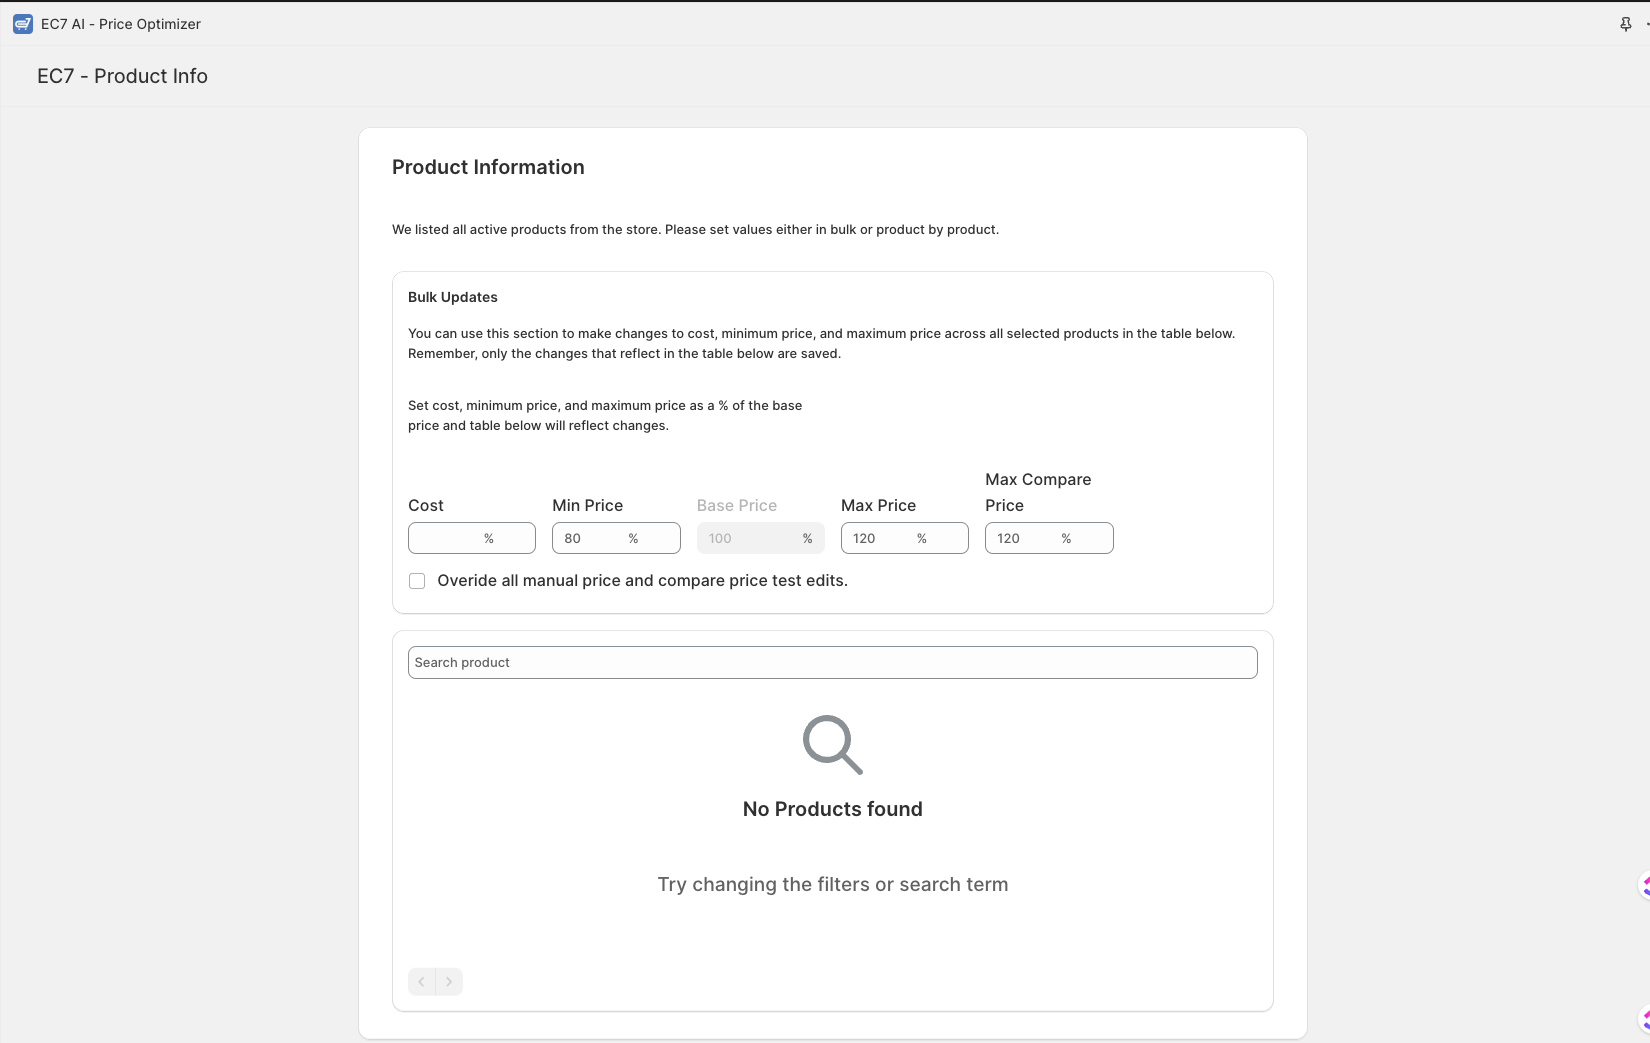 EC7 AI - Price Optimizer
EC7 - Product Info
Product Information
We listed all active products from the store. Please set values either in bulk or product by product.
Bulk Updates
You can use this section to make changes to cost, minimum price, and maximum price across all selected products in the table below.
Remember, only the changes that reflect in the table below are saved.
Set cost, minimum price, and maximum price as a % of the base
price and table below will reflect changes.
Cost
%
Min Price
80 %
Base Price
100 %
Max Price
120 %
Max Compare
Price
120 %
Overide all manual price and compare price test edits.
Search product
No Products found
Try changing the filters or search term